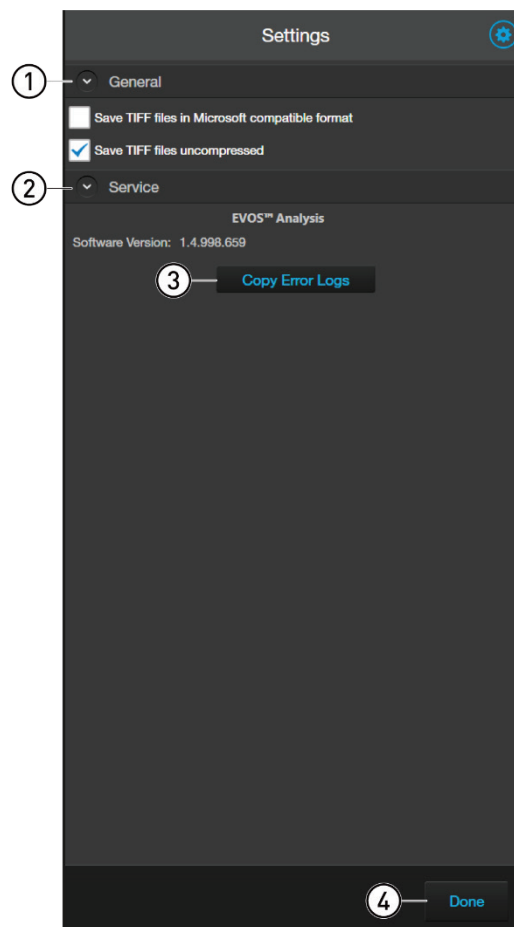 Settings
1
General
Save TIFF files in Microsoft compatible format
Save TIFF files uncompressed
2
Service
EVOS™ Analysis
Software Version: 1.4.998.659
3
Copy Error Logs
4
Done